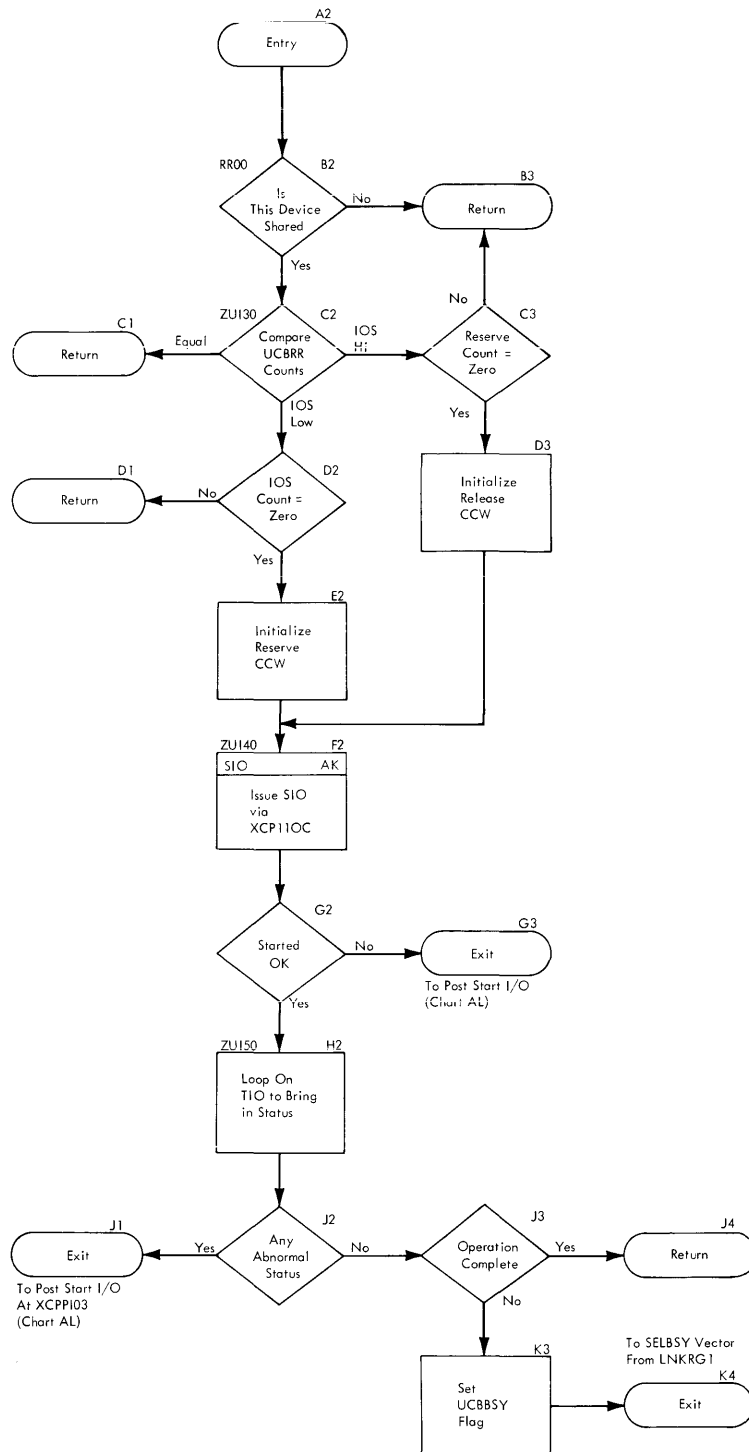 A2
Entry
RR00
B2
Is
This Device
Shared
No
B3
Return
Yes
ZU130
C2
Compare
UCBRR
Counts
Equal
C1
Return
IOS
Hi
No
C3
Reserve
Count =
Zero
IOS
Low
Yes
D1
Return
No
D2
IOS
Count =
Zero
D3
Initialize
Release
CCW
Yes
E2
Initialize
Reserve
CCW
ZU140
F2
SIO
AK
Issue SIO
via
XCP11OC
G2
Started
OK
No
G3
Exit
To Post Start I/O
(Chart AL)
Yes
ZU150
H2
Loop On
TIO to Bring
in Status
J1
Exit
Yes
To Post Start I/O
At XCPPI03
(Chart AL)
J2
Any
Abnormal
Status
No
J3
Operation
Complete
Yes
J4
Return
No
K3
Set
UCBBSY
Flag
To SELBSY Vector
From LNKRG1
K4
Exit